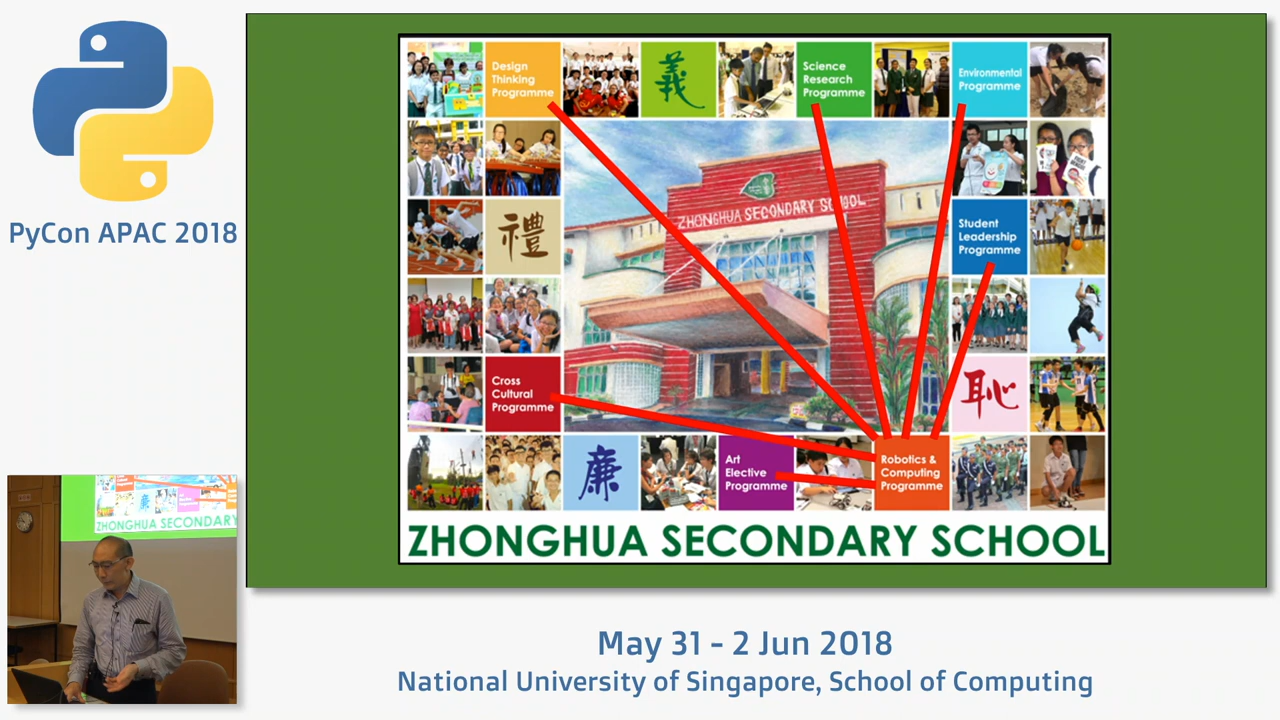 PyCon APAC 2018
Design
Thinking
Programme
義
Science
Research
Programme
Environmental
Programme
ZHONGHUA SECONDARY SCHOOL
禮
Student
Leadership
Programme
Cross
Cultural
Programme
恥
廉
Art
Elective
Programme
Robotics &
Computing
Programme
ZHONGHUA SECONDARY SCHOOL
ZHONGHUA SECONDARY
May 31 - 2 Jun 2018
National University of Singapore, School of Computing